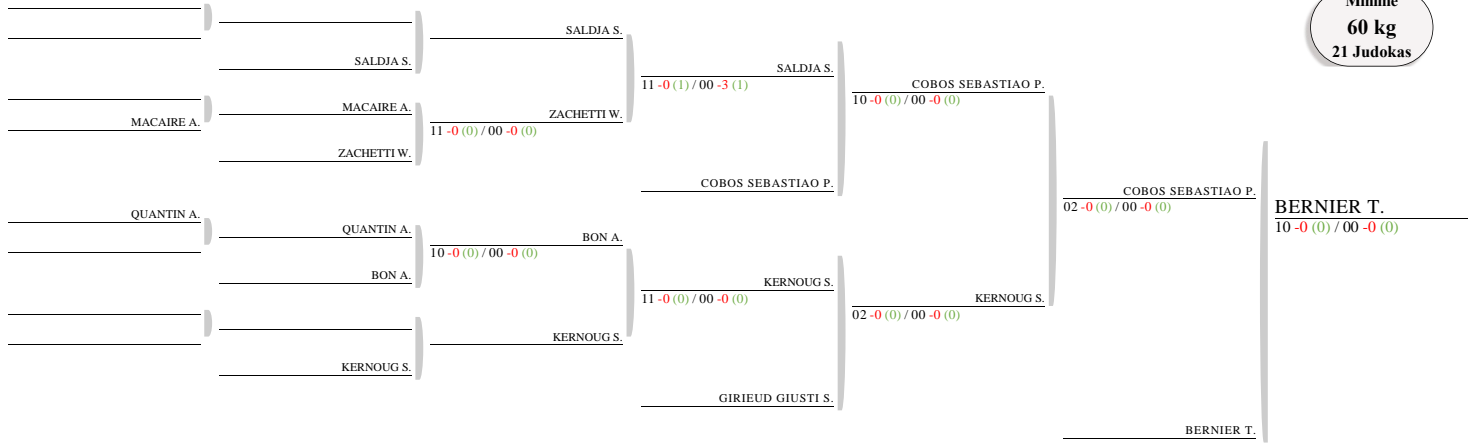 Minime
60 kg
21 Judokas
SALDJA S.
SALDJA S.
SALDJA S.
11 -0 (1) / 00 -3 (1)
COBOS SEBASTIAO P.
10 -0 (0) / 00 -0 (0)
MACAIRE A.
MACAIRE A.
ZACHETTI W.
11 -0 (0) / 00 -0 (0)
ZACHETTI W.
COBOS SEBASTIAO P.
COBOS SEBASTIAO P.
02 -0 (0) / 00 -0 (0)
BERNIER T.
10 -0 (0) / 00 -0 (0)
QUANTIN A.
QUANTIN A.
BON A.
10 -0 (0) / 00 -0 (0)
BON A.
KERNOUG S.
11 -0 (0) / 00 -0 (0)
KERNOUG S.
02 -0 (0) / 00 -0 (0)
KERNOUG S.
KERNOUG S.
GIRIEUD GIUSTI S.
BERNIER T.